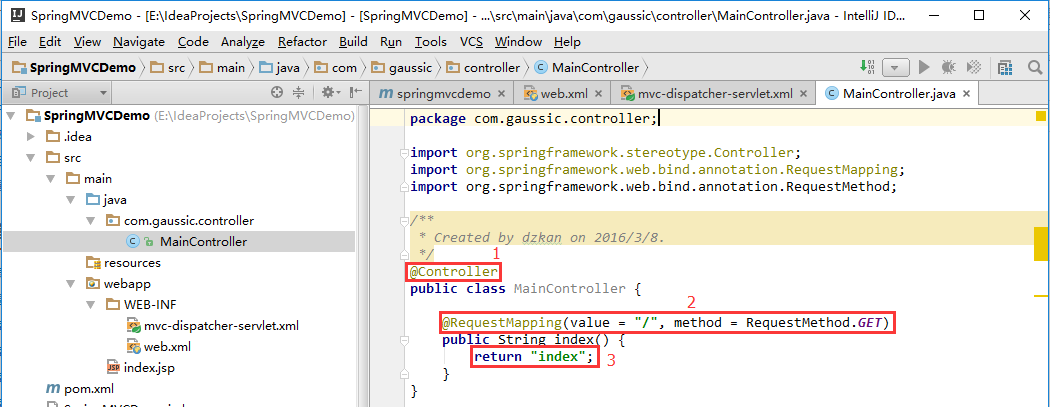 SpringMVCDemo - [E:\IdeaProjects\SpringMVCDemo] - [SpringMVCDemo] - ...\src\main\java\com\gaussic\controller\MainController.java - IntelliJ ID...
File Edit View Navigate Code Analyze Refactor Build Run Tools VCS Window Help
SpringMVCDemo src main java com gaussic controller MainController
Project
springmvcdemo web.xml mvc-dispatcher-servlet.xml MainController.java
SpringMVCDemo (E:\IdeaProjects\SpringMVCDemo)
.idea
src
main
java
com.gaussic.controller
MainController
resources
webapp
WEB-INF
mvc-dispatcher-servlet.xml
web.xml
index.jsp
pom.xml
package com.gaussic.controller;
import org.springframework.stereotype.Controller;
import org.springframework.web.bind.annotation.RequestMapping;
import org.springframework.web.bind.annotation.RequestMethod;
/**
* Created by dzkan on 2016/3/8.
*/
1
@Controller
public class MainController {
2
@RequestMapping(value = "/", method = RequestMethod.GET)
public String index() {
return "index"; 3
}
}